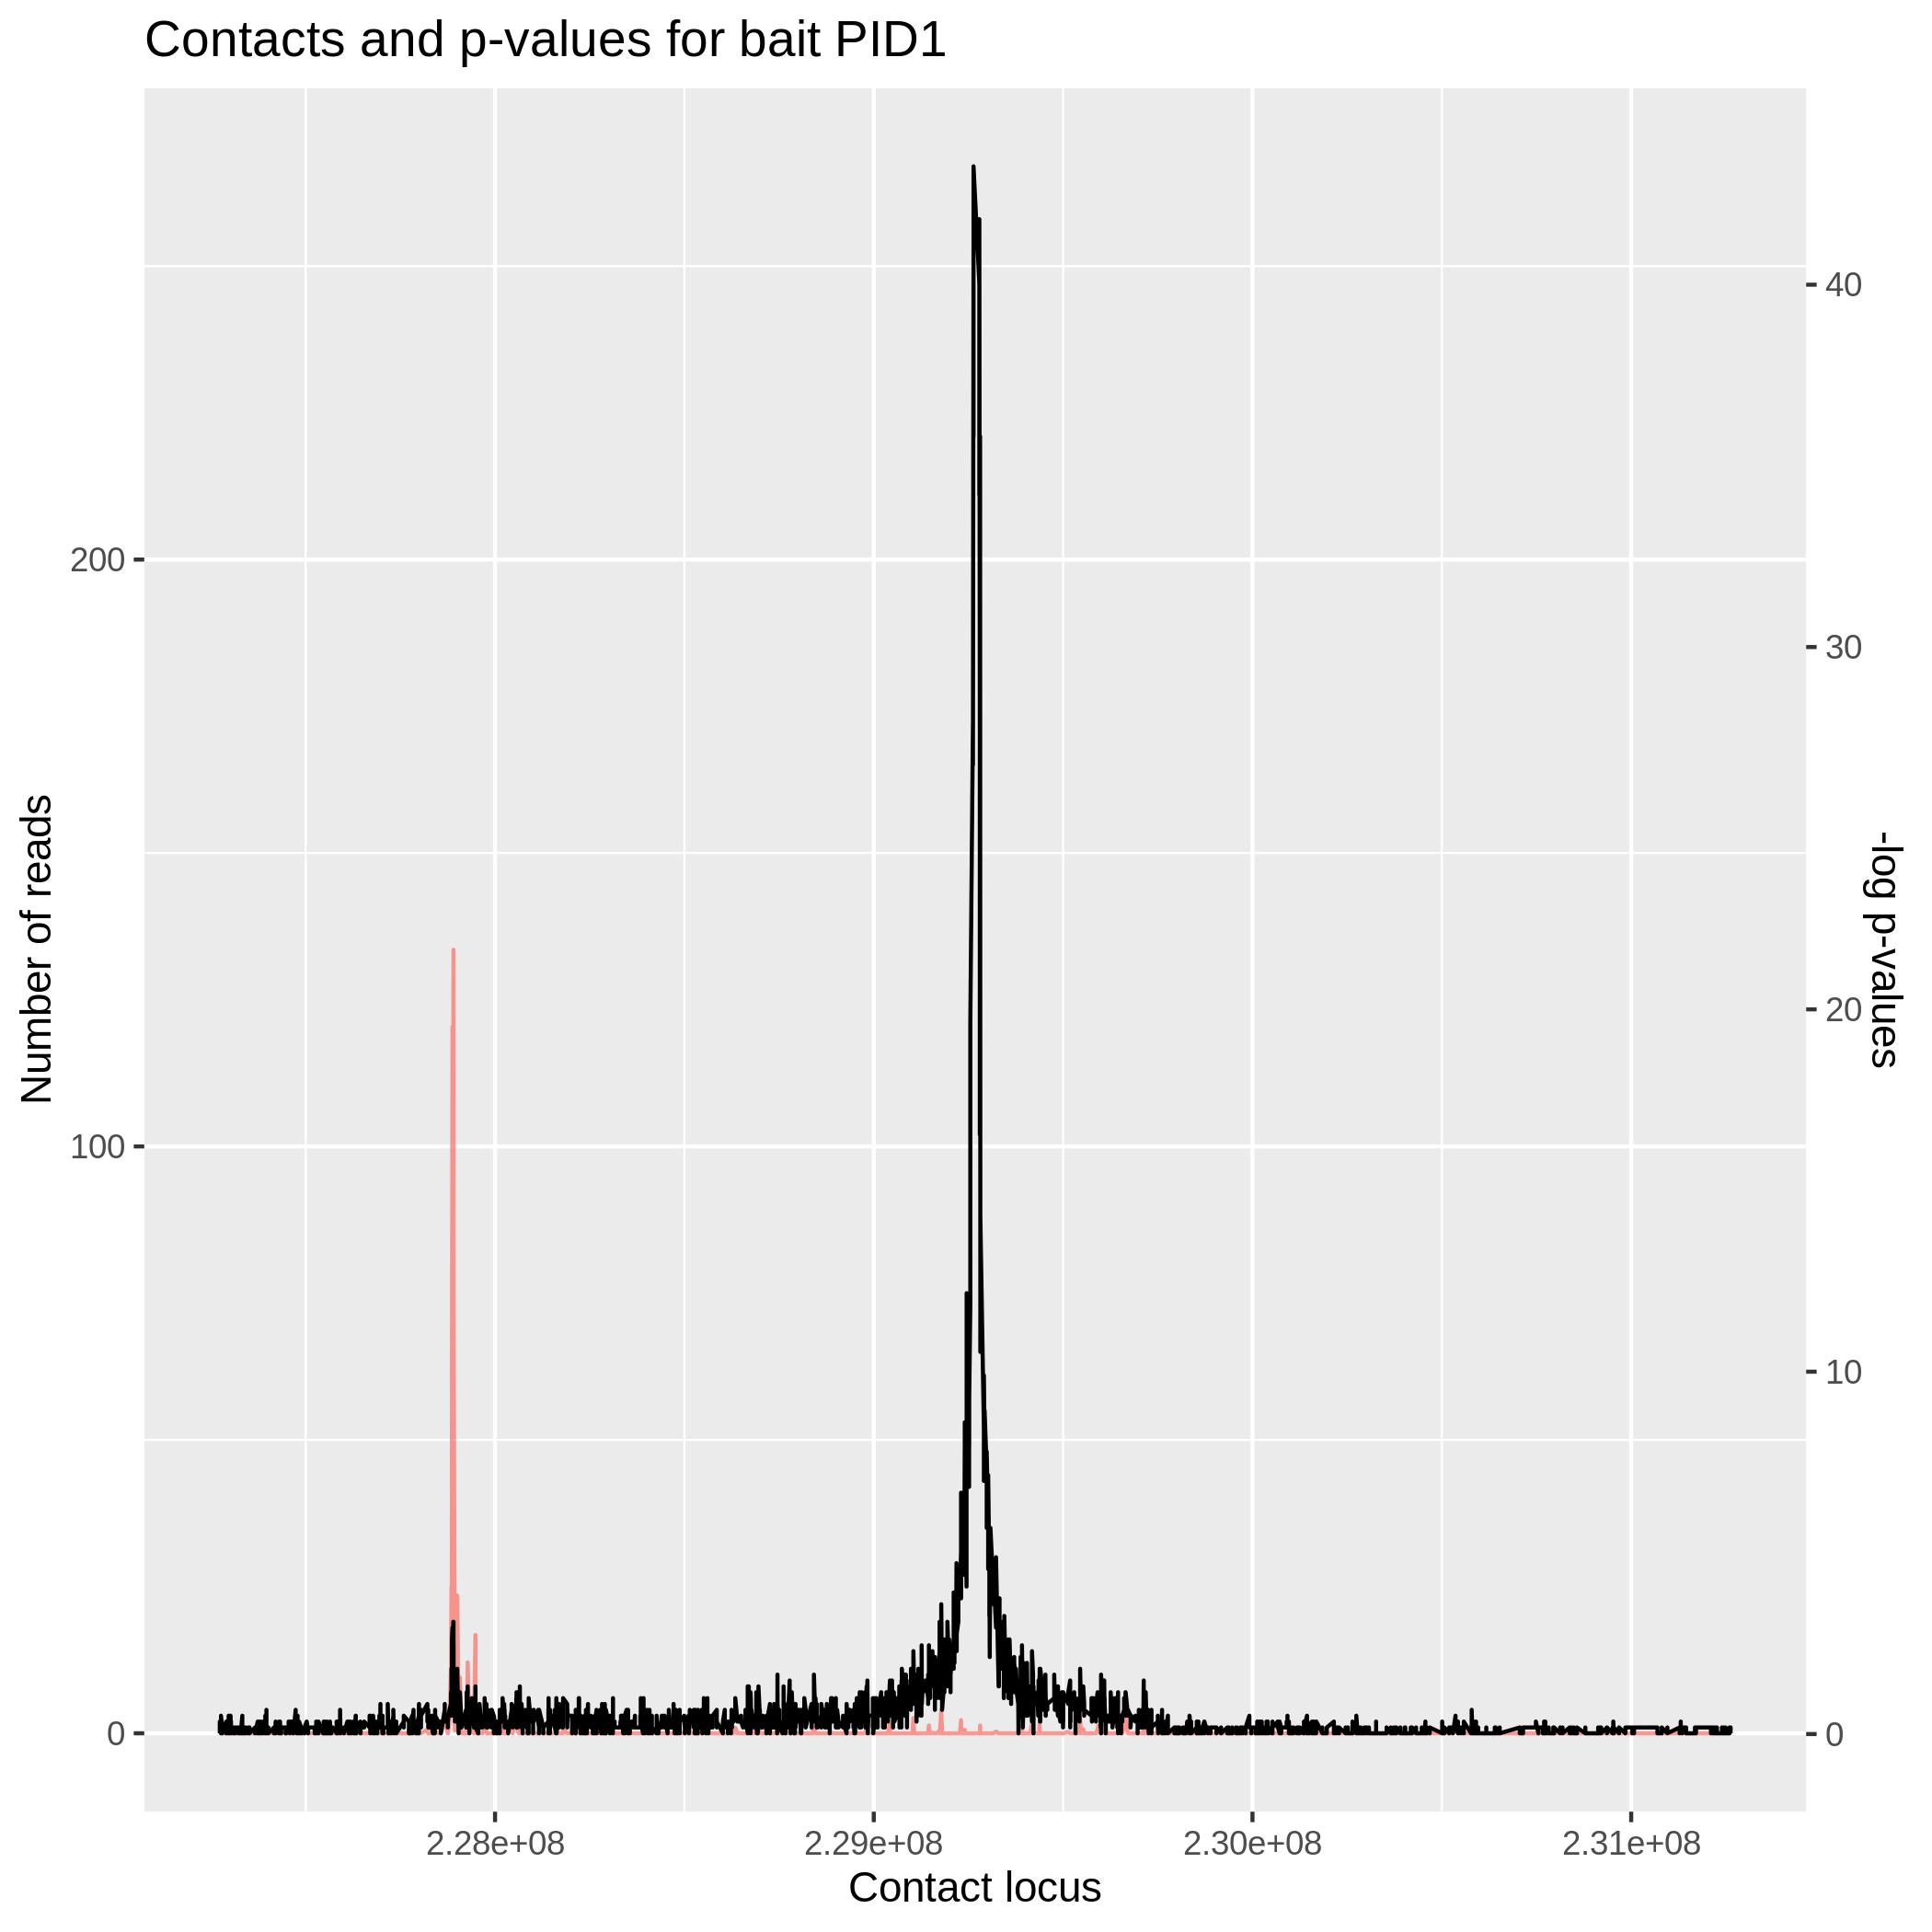 Contacts and p-values for bait PID1
Number of reads
200
100
0
40
30
20
10
0
-log p-values
2.28e+08
2.29e+08
2.30e+08
2.31e+08
Contact locus